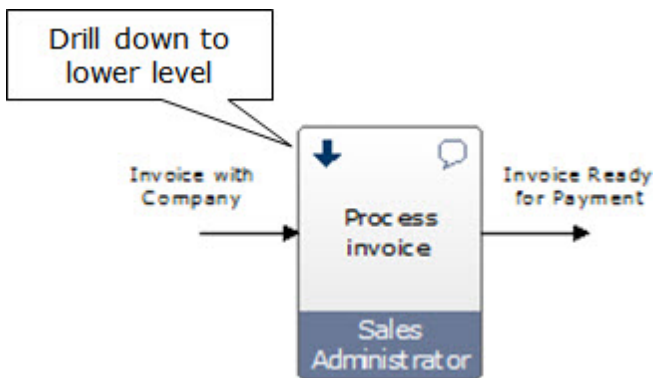 Drill down to
lower level
Invoice with
Company
Process
invoice
Invoice Ready
for Payment
Sales
Administrator